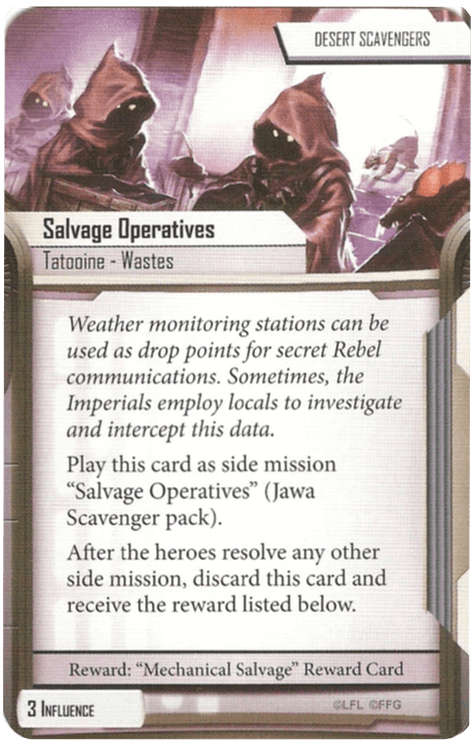 DESERT SCAVENGERS
Salvage Operatives
Tatooine - Wastes
Weather monitoring stations can be
used as drop points for secret Rebel
communications. Sometimes, the
Imperials employ locals to investigate
and intercept this data.
Play this card as side mission
“Salvage Operatives” (Jawa
Scavenger pack).
After the heroes resolve any other
side mission, discard this card and
receive the reward listed below.
Reward: “Mechanical Salvage” Reward Card
3 INFLUENCE
©LFL ©FFG